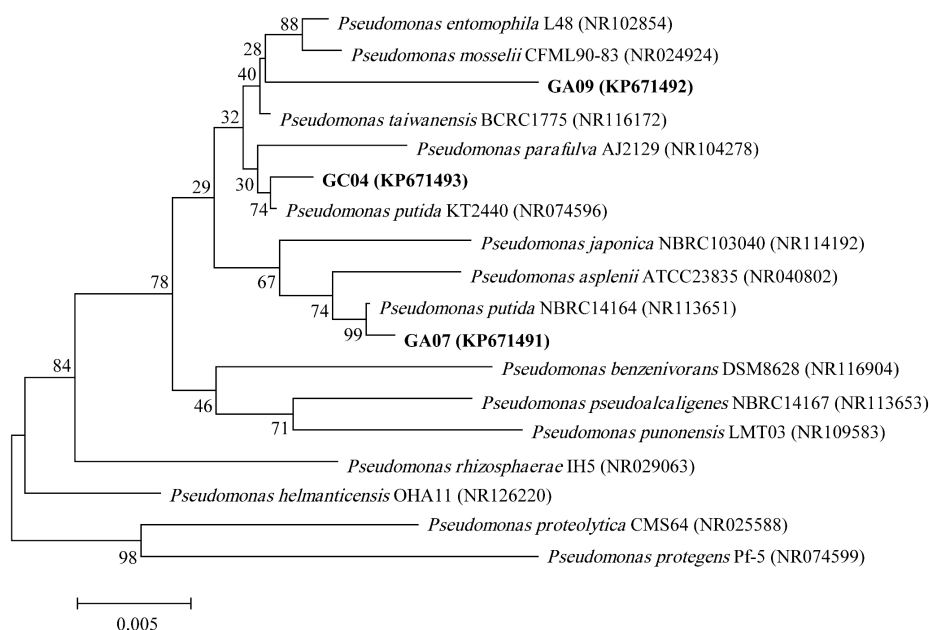 88
Pseudomonas entomophila L48 (NR102854)
28
Pseudomonas mosselii CFML90-83 (NR024924)
40
GA09 (KP671492)
32
Pseudomonas taiwanensis BCRC1775 (NR116172)
Pseudomonas parafulva AJ2129 (NR104278)
29
30
GC04 (KP671493)
74
Pseudomonas putida KT2440 (NR074596)
Pseudomonas japonica NBRC103040 (NR114192)
78
67
Pseudomonas asplenii ATCC23835 (NR040802)
74
Pseudomonas putida NBRC14164 (NR113651)
99
GA07 (KP671491)
84
Pseudomonas benzenivorans DSM8628 (NR116904)
46
Pseudomonas pseudoalcaligenes NBRC14167 (NR113653)
71
Pseudomonas punonensis LMT03 (NR109583)
Pseudomonas rhizosphaerae IH5 (NR029063)
Pseudomonas helmanticensis OHA11 (NR126220)
Pseudomonas proteolytica CMS64 (NR025588)
98
Pseudomonas protegens Pf-5 (NR074599)
0.005